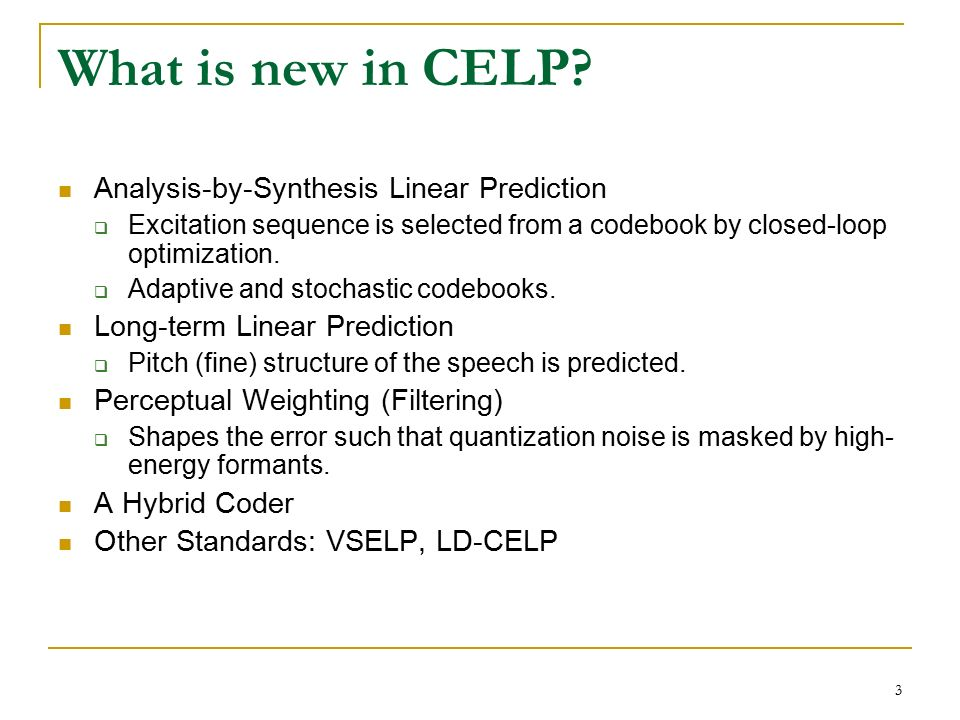 What is new in CELP?
Analysis-by-Synthesis Linear Prediction
Excitation sequence is selected from a codebook by closed-loop
optimization.
Adaptive and stochastic codebooks.
Long-term Linear Prediction
Pitch (fine) structure of the speech is predicted.
Perceptual Weighting (Filtering)
Shapes the error such that quantization noise is masked by high-
energy formants.
A Hybrid Coder
Other Standards: VSELP, LD-CELP
3